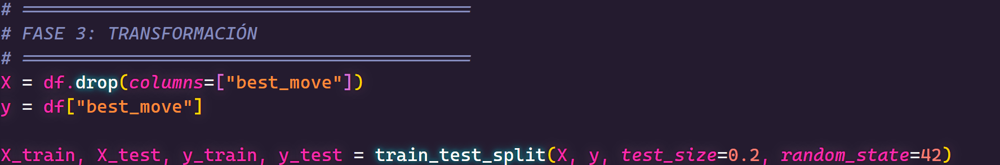 # ==========================================
# FASE 3: TRANSFORMACIÓN
# ==========================================
X = df.drop(columns=["best_move"])
y = df["best_move"]
X_train, X_test, y_train, y_test = train_test_split(X, y, test_size=0.2, random_state=42)